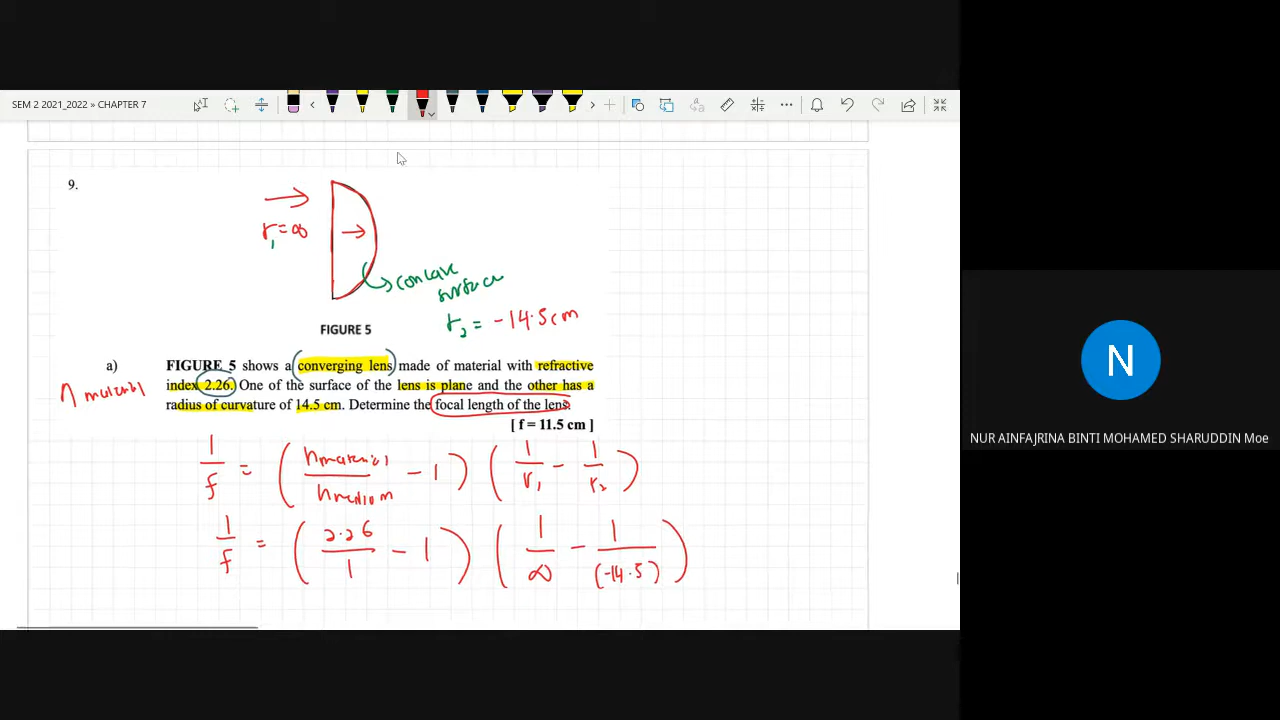 SEM 2 2021_2022 » CHAPTER 7
9.
r₁ = ∞
concave
surface
r₂ = -14.5cm
FIGURE 5
a) FIGURE 5 shows a converging lens made of material with refractive
index 2.26. One of the surface of the lens is plane and the other has a
n material
radius of curvature of 14.5 cm. Determine the focal length of the lens.
[ f = 11.5 cm ]
1/f = (n material/n medium - 1) (1/r₁ - 1/r₂)
1/f = (2.26/1 - 1) (1/∞ - 1/(-14.5))
N
NUR AINFAJRINA BINTI MOHAMED SHARUDDIN Moe